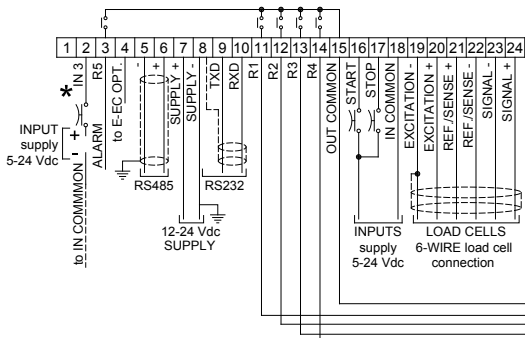 1 2 3 4 5 6 7 8 9 10 11 12 13 14 15 16 17 18 19 20 21 22 23 24
*
IN 3
R5
ALARM
to E-EC OPT.
-
+
SUPPLY +
SUPPLY -
TXD
RXD
R1
R2
R3
R4
OUT COMMON
START
STOP
IN COMMON
EXCITATION -
EXCITATION +
REF./SENSE +
REF./SENSE -
SIGNAL -
SIGNAL +
INPUT
supply
5-24 Vdc
+
-
to IN COMMMON
RS485
RS232
12-24 Vdc
SUPPLY
INPUTS
supply
5-24 Vdc
LOAD CELLS
6-WIRE load cell
connection